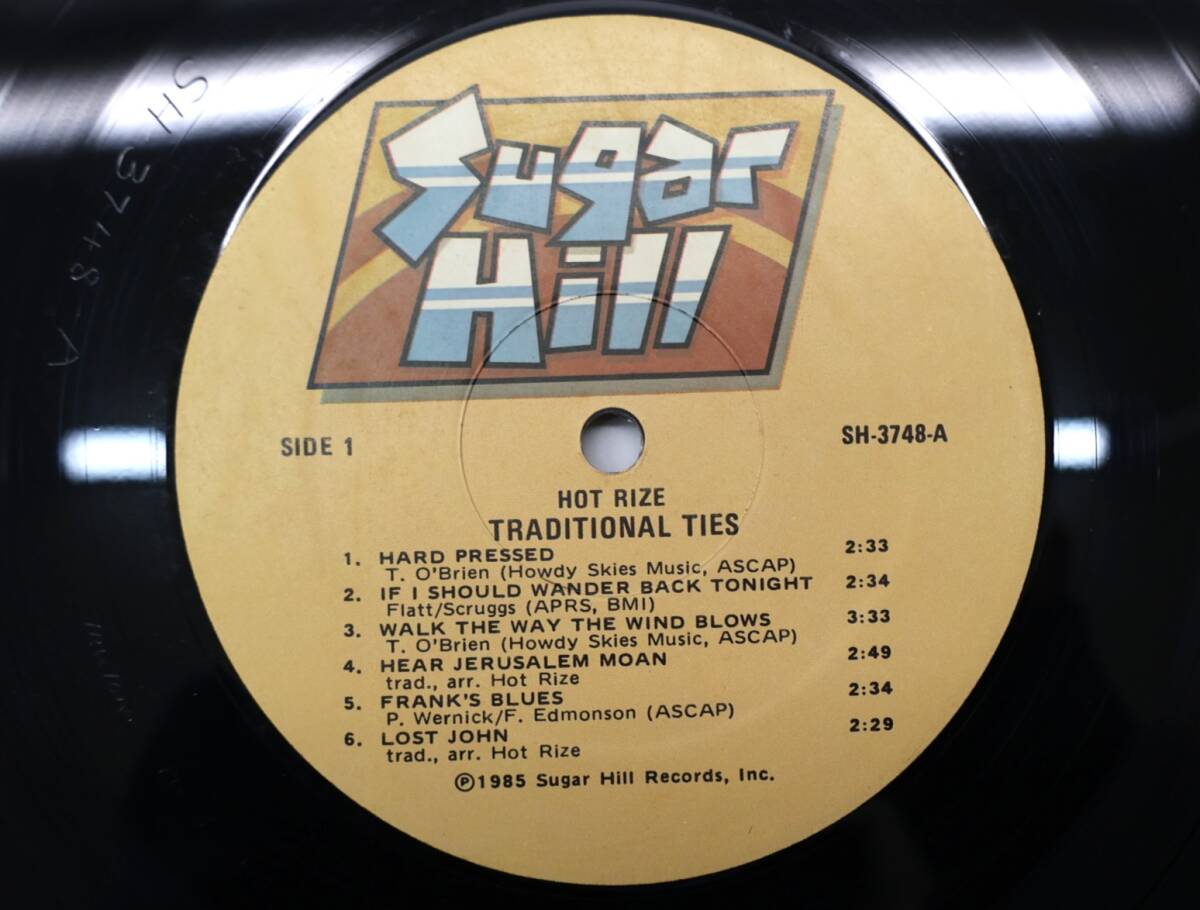 SH 3748-A
Sugar
Hill
SIDE 1
SH-3748-A
HOT RIZE
TRADITIONAL TIES
1. HARD PRESSED 2:33
T. O'Brien (Howdy Skies Music, ASCAP)
2. IF I SHOULD WANDER BACK TONIGHT 2:34
Flatt/Scruggs (APRS, BMI)
3. WALK THE WAY THE WIND BLOWS 3:33
T. O'Brien (Howdy Skies Music, ASCAP)
4. HEAR JERUSALEM MOAN 2:49
trad., arr. Hot Rize
5. FRANK'S BLUES 2:34
P. Wernick/F. Edmonson (ASCAP)
6. LOST JOHN 2:29
trad., arr. Hot Rize
℗1985 Sugar Hill Records, Inc.